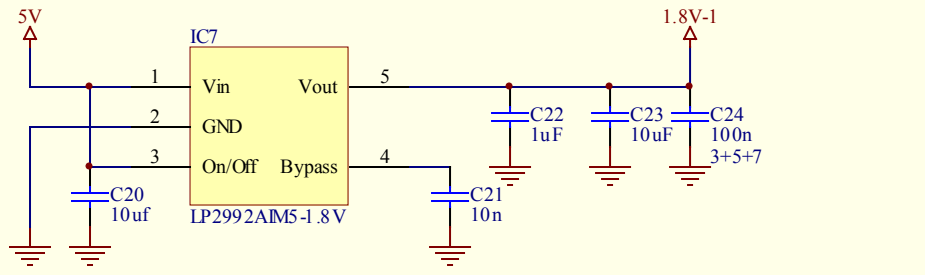 5V
1.8V-1
IC7
1 Vin Vout 5
2 GND
3 On/Off Bypass 4
C22
1uF
C23
10uF
C24
100n
3+5+7
C20
10uf
LP2992AIM5-1.8V
C21
10n